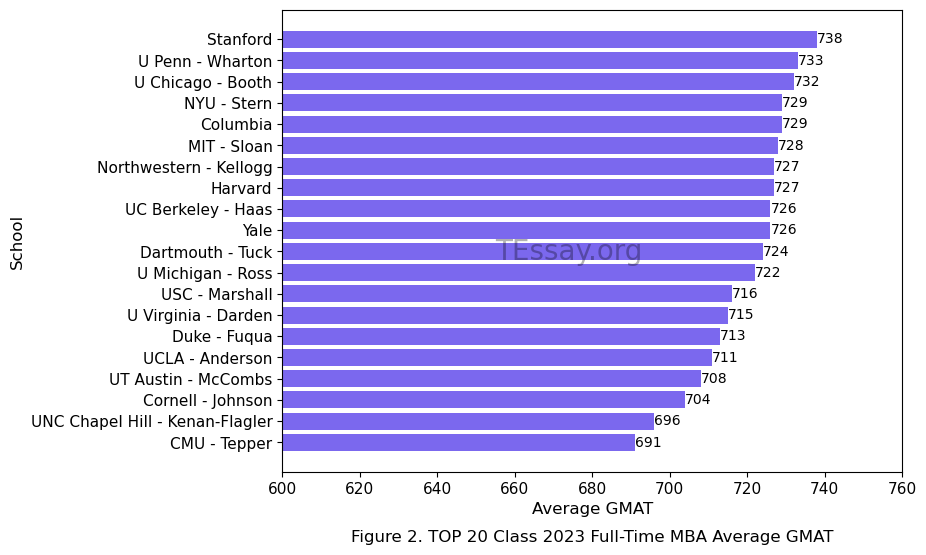 Stanford 738
U Penn - Wharton 733
U Chicago - Booth 732
NYU - Stern 729
Columbia 729
MIT - Sloan 728
Northwestern - Kellogg 727
Harvard 727
UC Berkeley - Haas 726
Yale 726
Dartmouth - Tuck 724
TEssay.org
U Michigan - Ross 722
USC - Marshall 716
U Virginia - Darden 715
Duke - Fuqua 713
UCLA - Anderson 711
UT Austin - McCombs 708
Cornell - Johnson 704
UNC Chapel Hill - Kenan-Flagler 696
CMU - Tepper 691
School
600 620 640 660 680 700 720 740 760
Average GMAT
Figure 2. TOP 20 Class 2023 Full-Time MBA Average GMAT